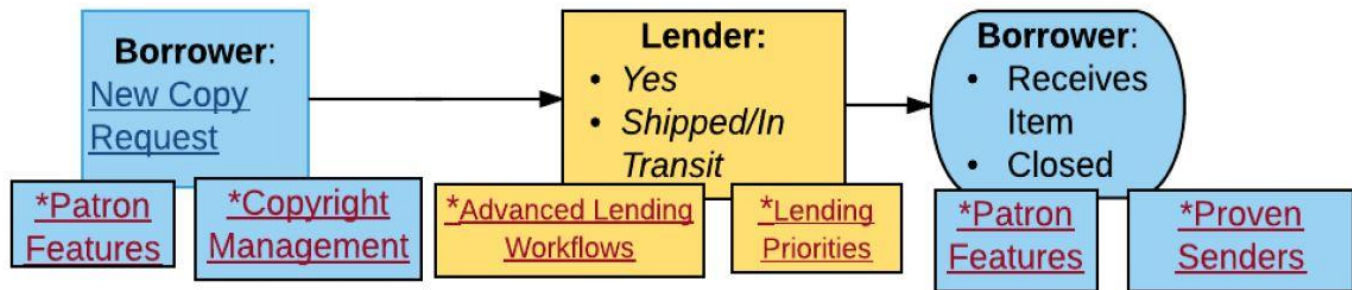 Borrower:
New Copy
Request
*Patron
Features
*Copyright
Management
Lender:
• Yes
• Shipped/In
Transit
*Advanced Lending
Workflows
*Lending
Priorities
Borrower:
• Receives
Item
• Closed
*Patron
Features
*Proven
Senders